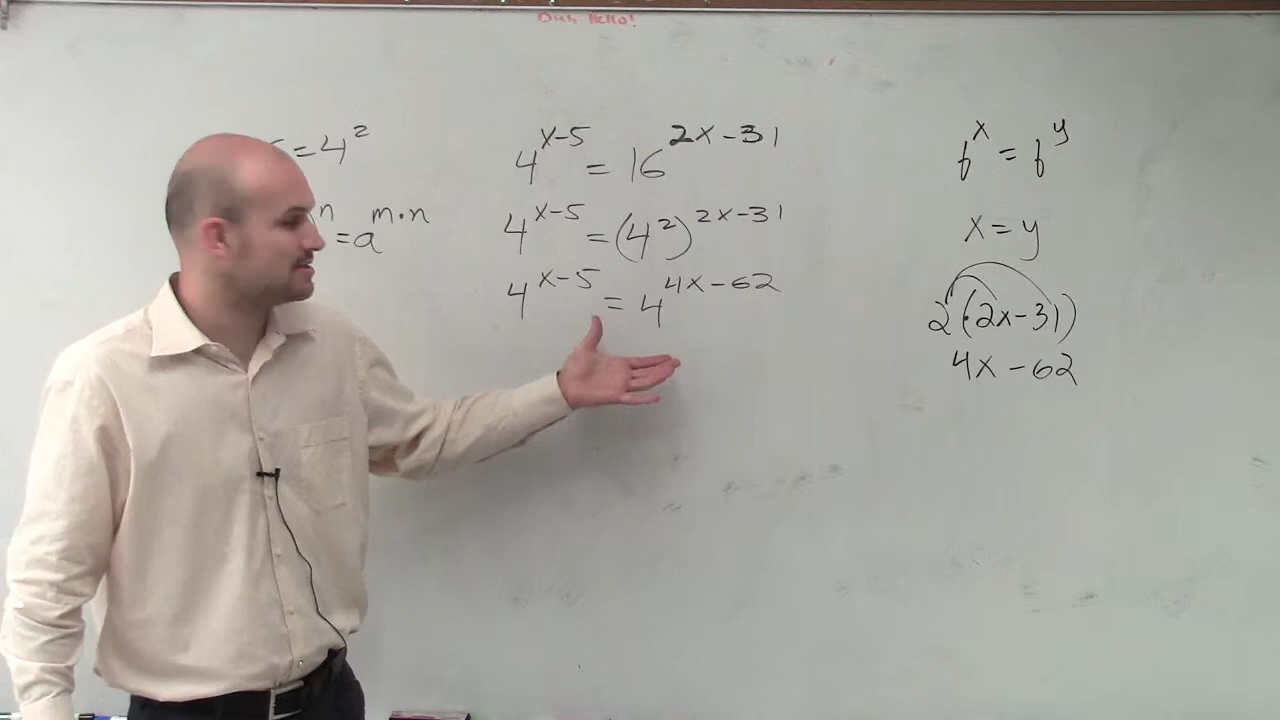 Duh Hello!
= 4²
n = a^(m·n)
4^(x-5) = 16^(2x-31)
4^(x-5) = (4²)^(2x-31)
4^(x-5) = 4^(4x-62)
b^x = b^y
x = y
2·(2x-31)
4x - 62